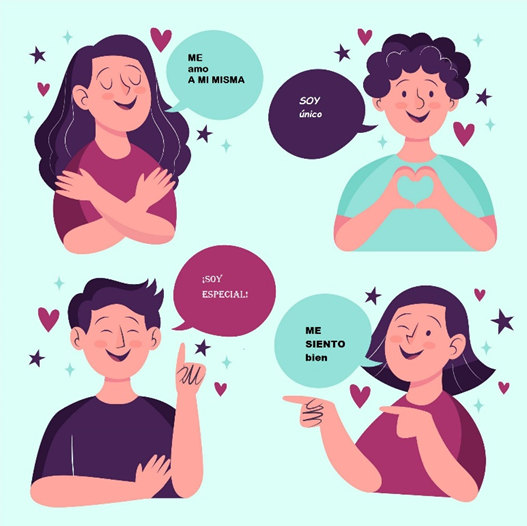 ME
amo
A MI MISMA
SOY
único
¡SOY
ESPECIAL!
ME
SIENTO
bien